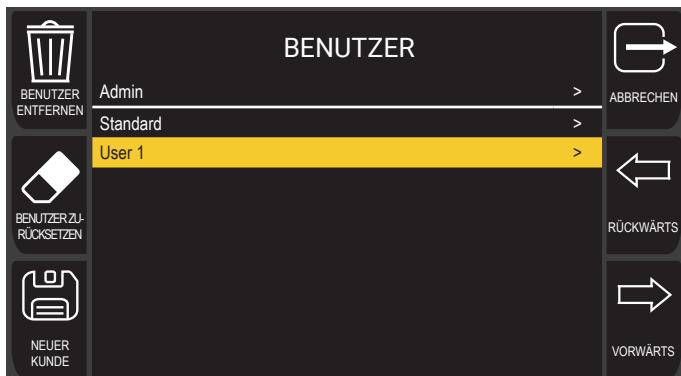 BENUTZER
BENUTZER
ENTFERNEN
Admin >
Standard >
User 1 >
ABBRECHEN
BENUTZER ZU-
RÜCKSETZEN
RÜCKWÄRTS
NEUER
KUNDE
VORWÄRTS